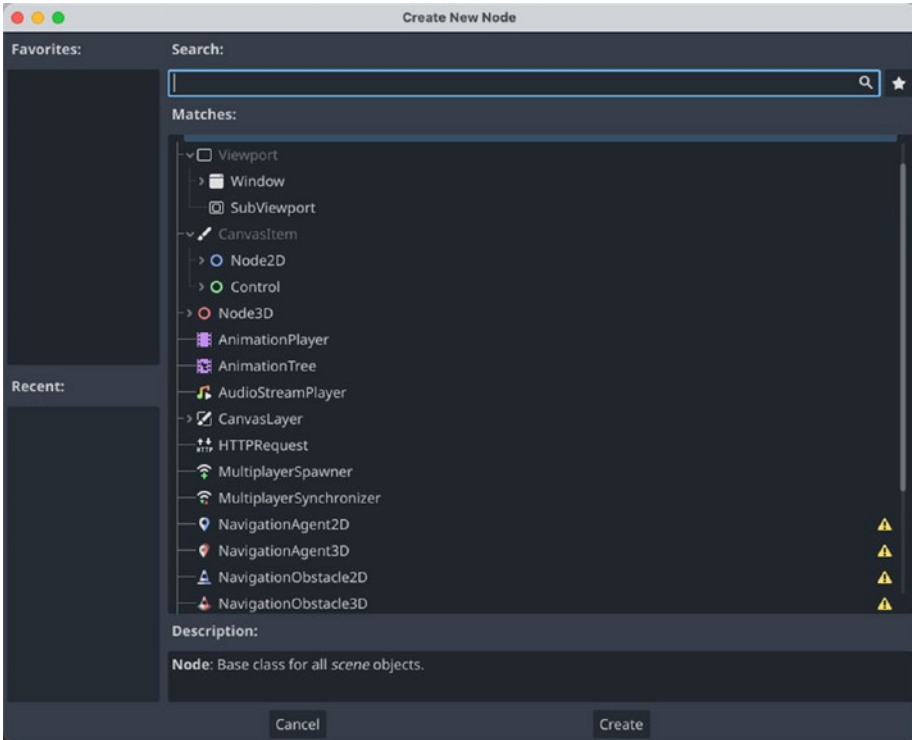 Create New Node
Favorites:
Search:
Matches:
Viewport
Window
SubViewport
CanvasItem
Node2D
Control
Node3D
AnimationPlayer
AnimationTree
AudioStreamPlayer
CanvasLayer
HTTPRequest
MultiplayerSpawner
MultiplayerSynchronizer
NavigationAgent2D
NavigationAgent3D
NavigationObstacle2D
NavigationObstacle3D
Recent:
Description:
Node: Base class for all scene objects.
Cancel
Create